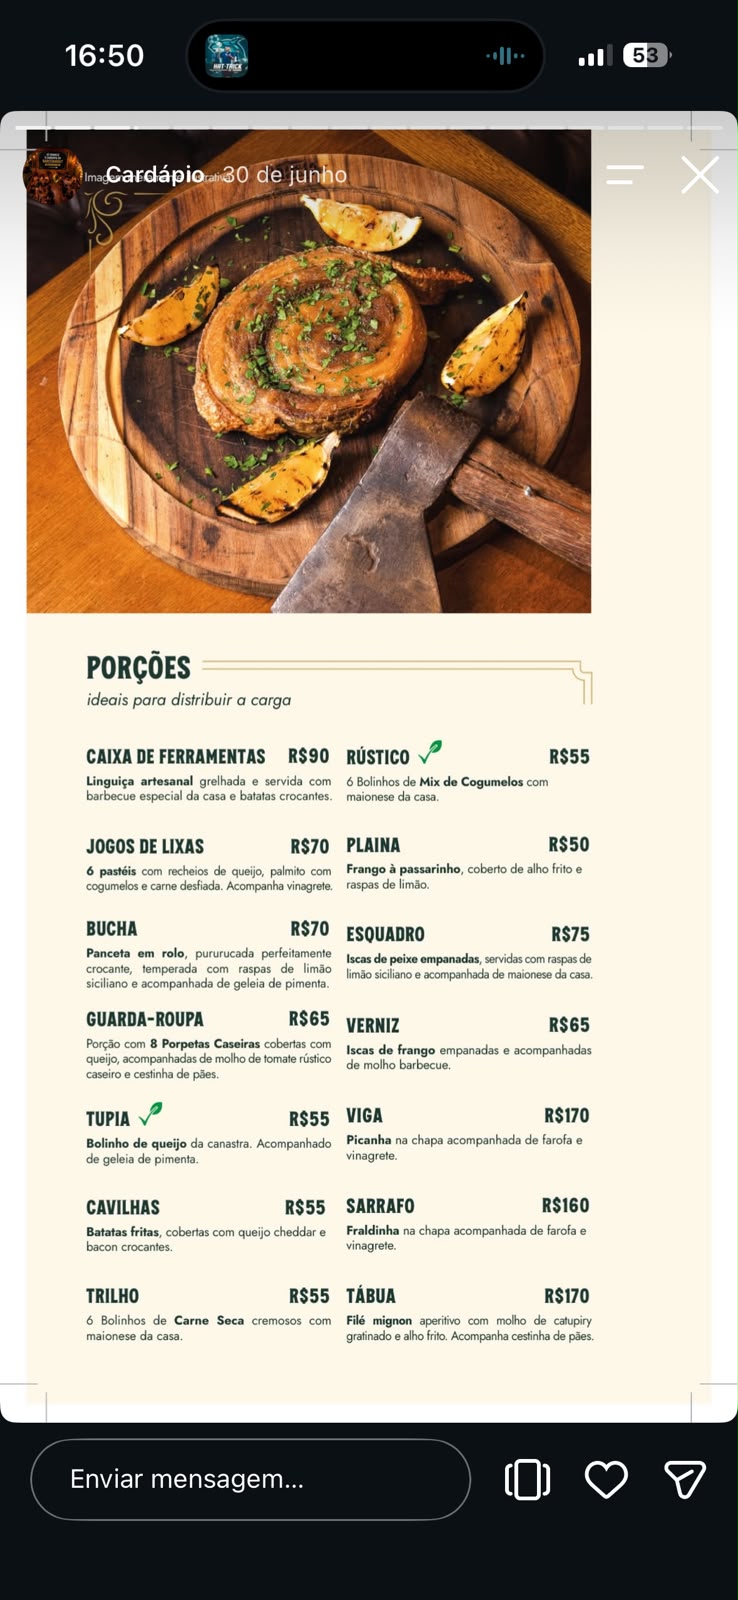 16:50
HAT-TRICK
53
Cardápio 30 de junho
PORÇÕES
ideais para distribuir a carga
CAIXA DE FERRAMENTAS R$90
Linguiça artesanal grelhada e servida com
barbecue especial da casa e batatas crocantes.
JOGOS DE LIXAS R$70
6 pastéis com recheios de queijo, palmito com
cogumelos e carne desfiada. Acompanha vinagrete.
BUCHA R$70
Panceta em rolo, pururucada perfeitamente
crocante, temperada com raspas de limão
siciliano e acompanhada de geleia de pimenta.
GUARDA-ROUPA R$65
Porção com 8 Porpetas Caseiras cobertas com
queijo, acompanhadas de molho de tomate rústico
caseiro e cestinha de pães.
TUPIA R$55
Bolinho de queijo da canastra. Acompanhado
de geleia de pimenta.
CAVILHAS R$55
Batatas fritas, cobertas com queijo cheddar e
bacon crocantes.
TRILHO R$55
6 Bolinhos de Carne Seca cremosos com
maionese da casa.
RÚSTICO R$55
6 Bolinhos de Mix de Cogumelos com
maionese da casa.
PLAINA R$50
Frango à passarinho, coberto de alho frito e
raspas de limão.
ESQUADRO R$75
Iscas de peixe empanadas, servidas com raspas de
limão siciliano e acompanhada de maionese da casa.
VERNIZ R$65
Iscas de frango empanadas e acompanhadas
de molho barbecue.
VIGA R$170
Picanha na chapa acompanhada de farofa e
vinagrete.
SARRAFO R$160
Fraldinha na chapa acompanhada de farofa e
vinagrete.
TÁBUA R$170
Filé mignon aperitivo com molho de catupiry
gratinado e alho frito. Acompanha cestinha de pães.
Enviar mensagem...